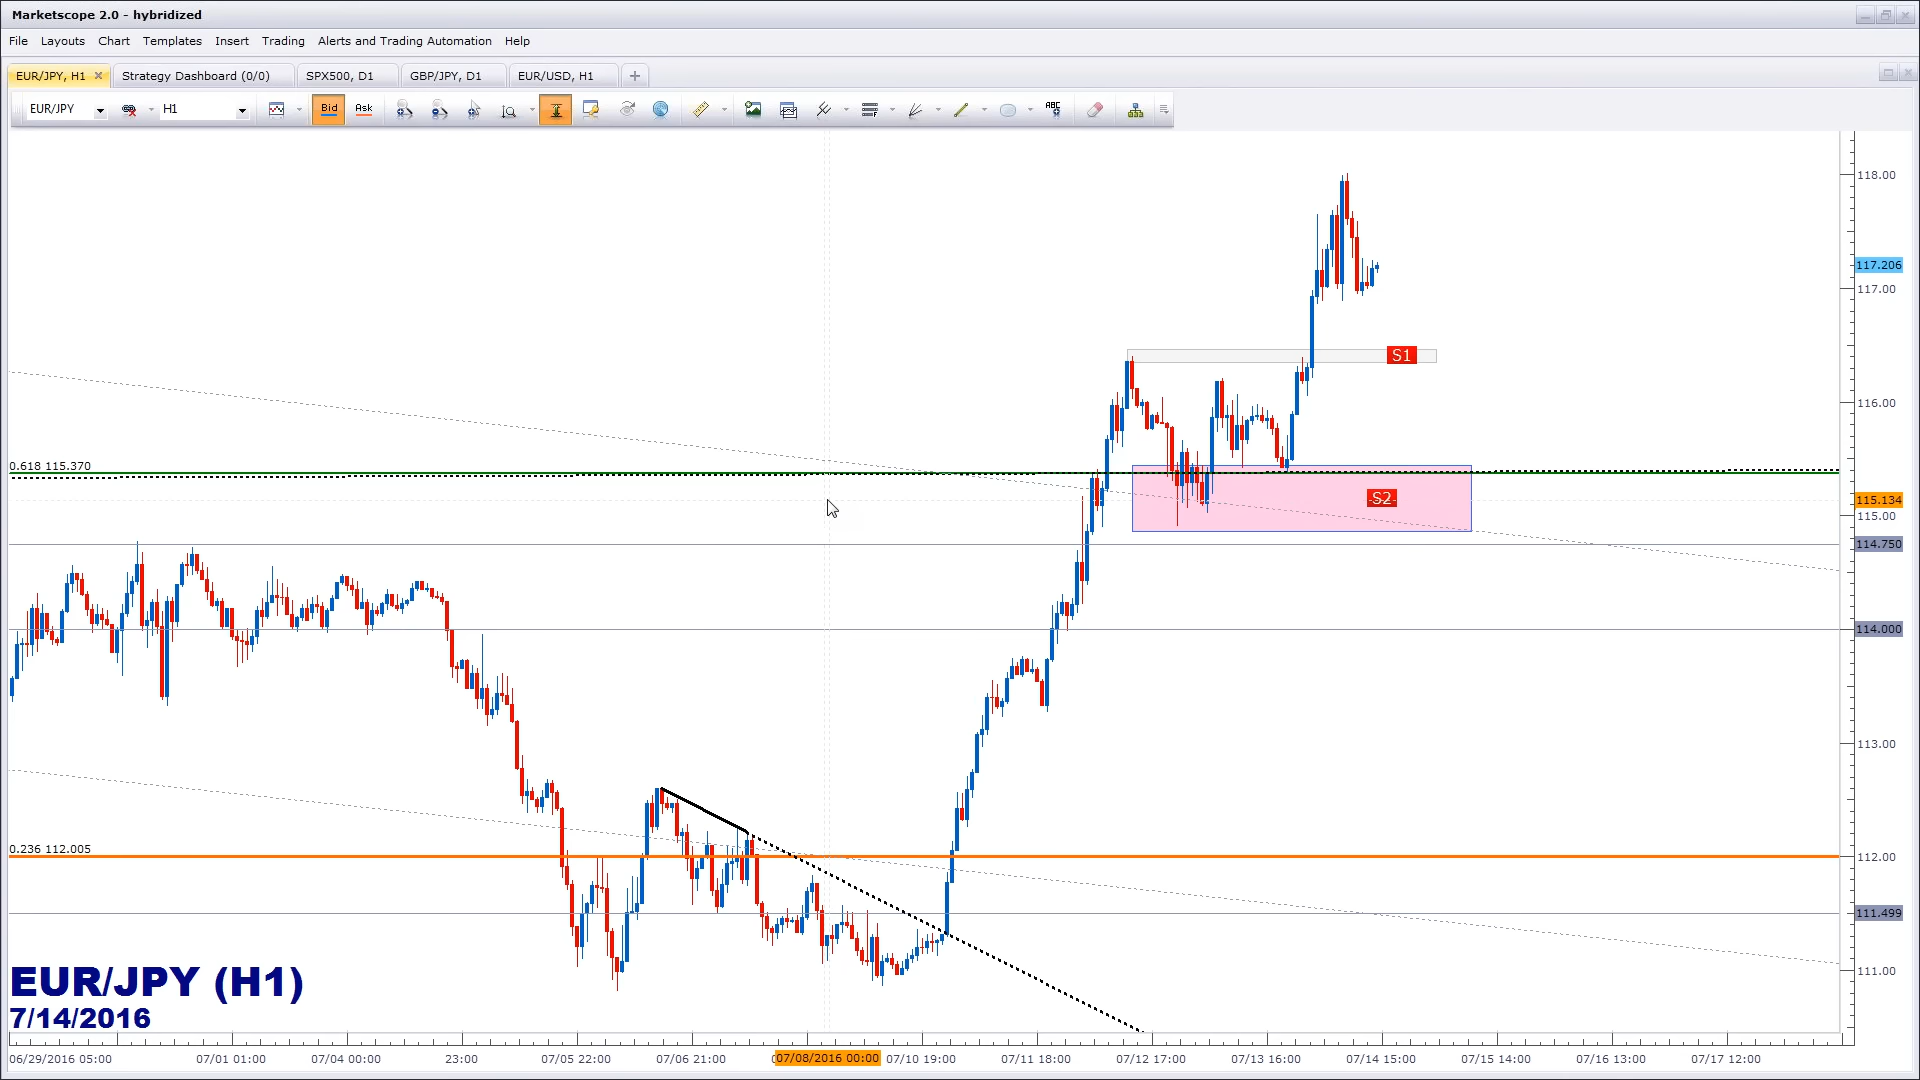 Marketscope 2.0 - hybridized
File Layouts Chart Templates Insert Trading Alerts and Trading Automation Help
EUR/JPY, H1 Strategy Dashboard (0/0) SPX500, D1 GBP/JPY, D1 EUR/USD, H1
EUR/JPY H1 Bid Ask ABC
118.00
117.206
117.00
S1
116.00
0.618 115.370
S2
115.134
115.00
114.750
114.000
113.00
0.236 112.005
112.00
111.499
111.00
EUR/JPY (H1)
7/14/2016
06/29/2016 05:00 07/01 01:00 07/04 00:00 23:00 07/05 22:00 07/06 21:00 07/08/2016 00:00 07/10 19:00 07/11 18:00 07/12 17:00 07/13 16:00 07/14 15:00 07/15 14:00 07/16 13:00 07/17 12:00